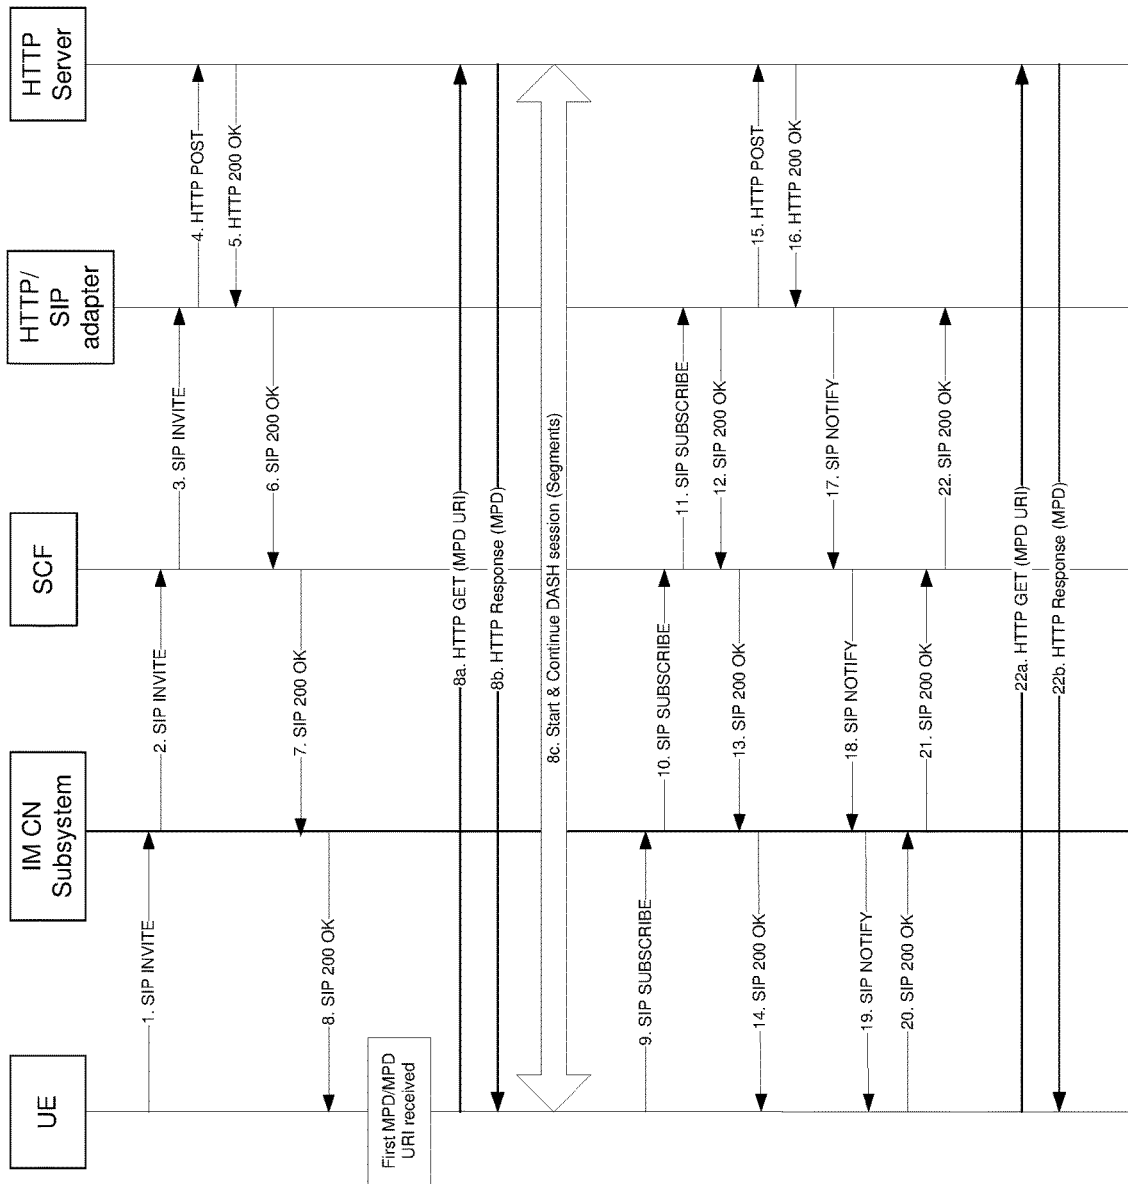 UE
IM CN
Subsystem
SCF
HTTP/
SIP
adapter
HTTP
Server
1. SIP INVITE
2. SIP INVITE
3. SIP INVITE
4. HTTP POST
5. HTTP 200 OK
6. SIP 200 OK
7. SIP 200 OK
8. SIP 200 OK
First MPD/MPD
URI received
8a. HTTP GET (MPD URI)
8b. HTTP Response (MPD)
8c. Start & Continue DASH session (Segments)
9. SIP SUBSCRIBE
10. SIP SUBSCRIBE
11. SIP SUBSCRIBE
12. SIP 200 OK
13. SIP 200 OK
14. SIP 200 OK
15. HTTP POST
16. HTTP 200 OK
17. SIP NOTIFY
18. SIP NOTIFY
19. SIP NOTIFY
20. SIP 200 OK
21. SIP 200 OK
22. SIP 200 OK
22a. HTTP GET (MPD URI)
22b. HTTP Response (MPD)